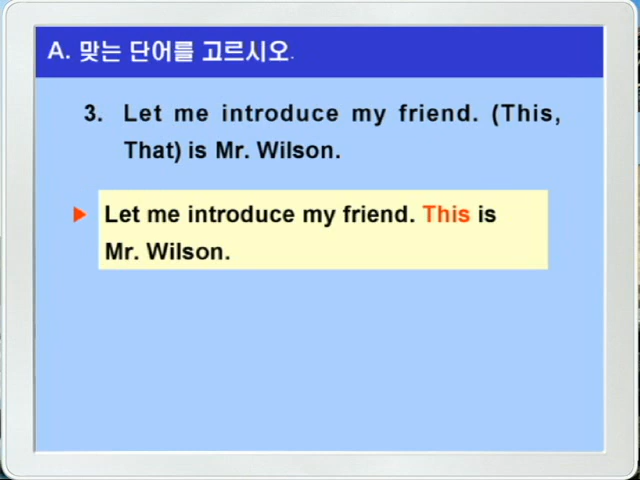 A. 맞는 단어를 고르시오.
3. Let me introduce my friend. (This,
That) is Mr. Wilson.
Let me introduce my friend. This is
Mr. Wilson.